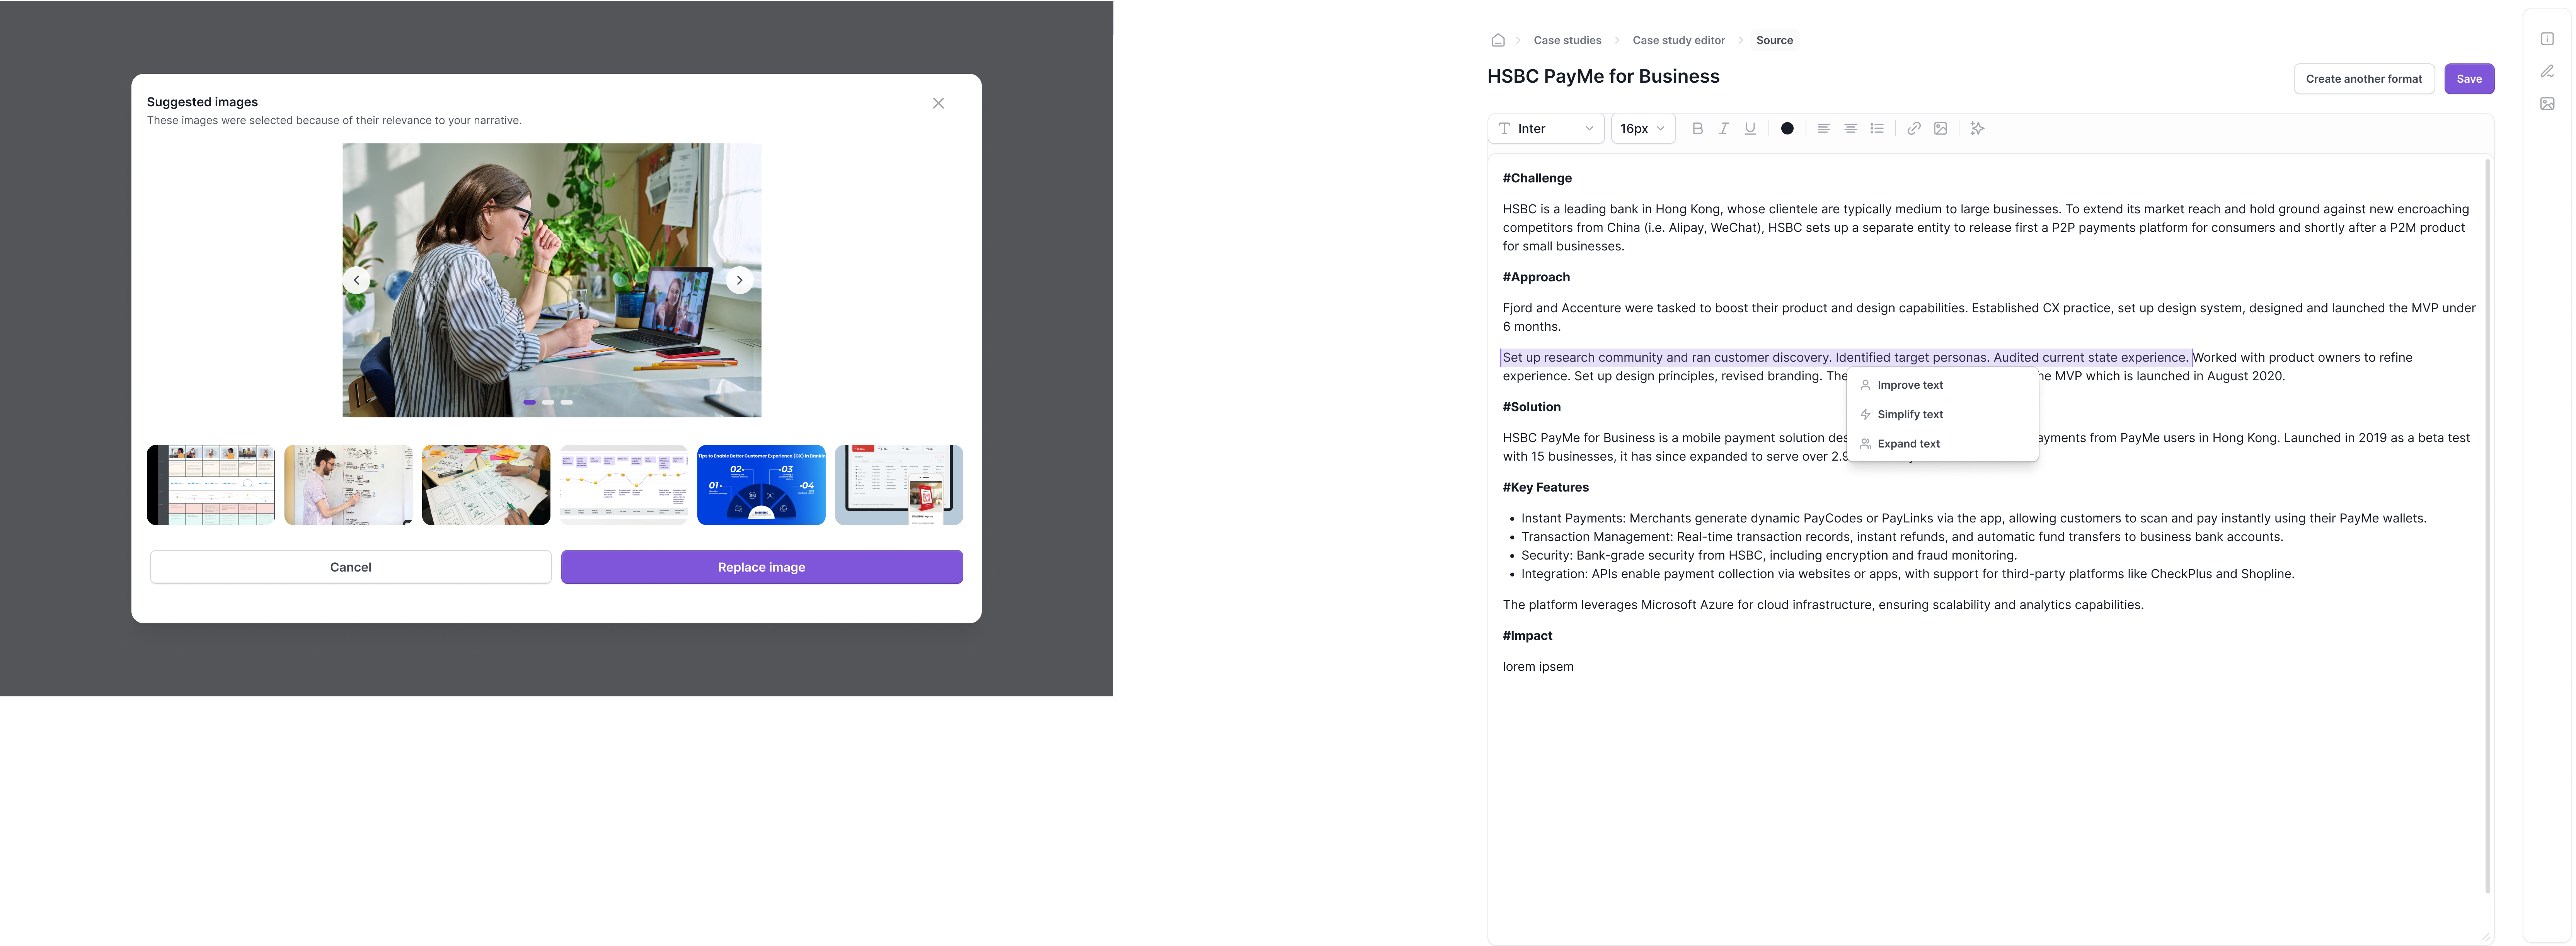 Suggested images
These images were selected because of their relevance to your narrative.
Tips to Enable Better Customer Experience (CX) in Bankin
02
03
01
04
Cancel
Replace image
Case studies
Case study editor
Source
HSBC PayMe for Business
Create another format
Save
Inter
16px
#Challenge
HSBC is a leading bank in Hong Kong, whose clientele are typically medium to large businesses. To extend its market reach and hold ground against new encroaching
competitors from China (i.e. Alipay, WeChat), HSBC sets up a separate entity to release first a P2P payments platform for consumers and shortly after a P2M product
for small businesses.
#Approach
Fjord and Accenture were tasked to boost their product and design capabilities. Established CX practice, set up design system, designed and launched the MVP under
6 months.
Set up research community and ran customer discovery. Identified target personas. Audited current state experience. Worked with product owners to refine
experience. Set up design principles, revised branding. The he MVP which is launched in August 2020.
Improve text
Simplify text
Expand text
#Solution
HSBC PayMe for Business is a mobile payment solution des ayments from PayMe users in Hong Kong. Launched in 2019 as a beta test
with 15 businesses, it has since expanded to serve over 2.9
#Key Features
• Instant Payments: Merchants generate dynamic PayCodes or PayLinks via the app, allowing customers to scan and pay instantly using their PayMe wallets.
• Transaction Management: Real-time transaction records, instant refunds, and automatic fund transfers to business bank accounts.
• Security: Bank-grade security from HSBC, including encryption and fraud monitoring.
• Integration: APIs enable payment collection via websites or apps, with support for third-party platforms like CheckPlus and Shopline.
The platform leverages Microsoft Azure for cloud infrastructure, ensuring scalability and analytics capabilities.
#Impact
lorem ipsem